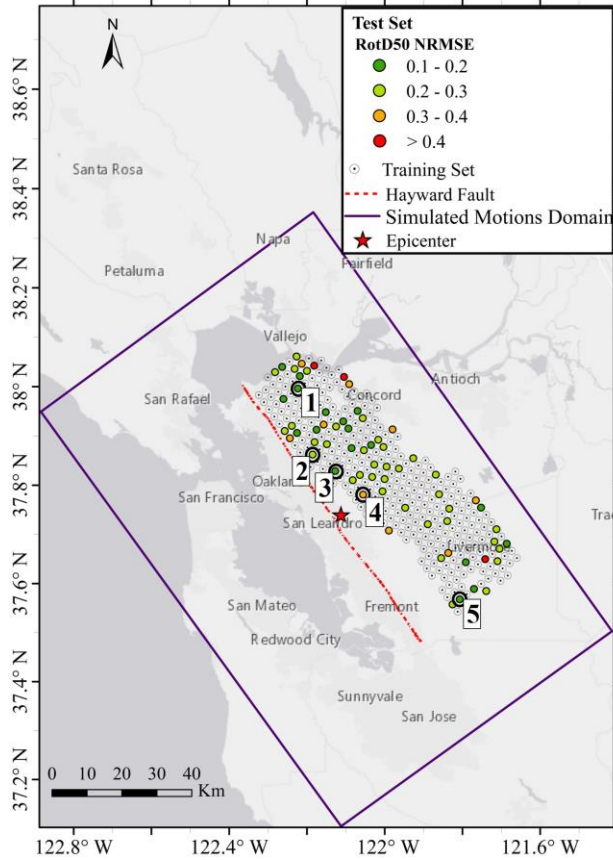 Test Set
RotD50 NRMSE
0.1 - 0.2
0.2 - 0.3
0.3 - 0.4
> 0.4
Training Set
Hayward Fault
Simulated Motions Domain
Epicenter
N
38.6° N
38.4° N
38.2° N
38° N
37.8° N
37.6° N
37.4° N
37.2° N
Santa Rosa
Napa
Fairfield
Petaluma
Vallejo
Antioch
Concord
San Rafael
1
2
3
4
5
Oaklan
San Francisco
San Leandro
Tra
Liverm
San Mateo
Fremont
Redwood City
Sunnyvale
San Jose
0 10 20 30 40
Km
122.8° W
122.4° W
122° W
121.6° W